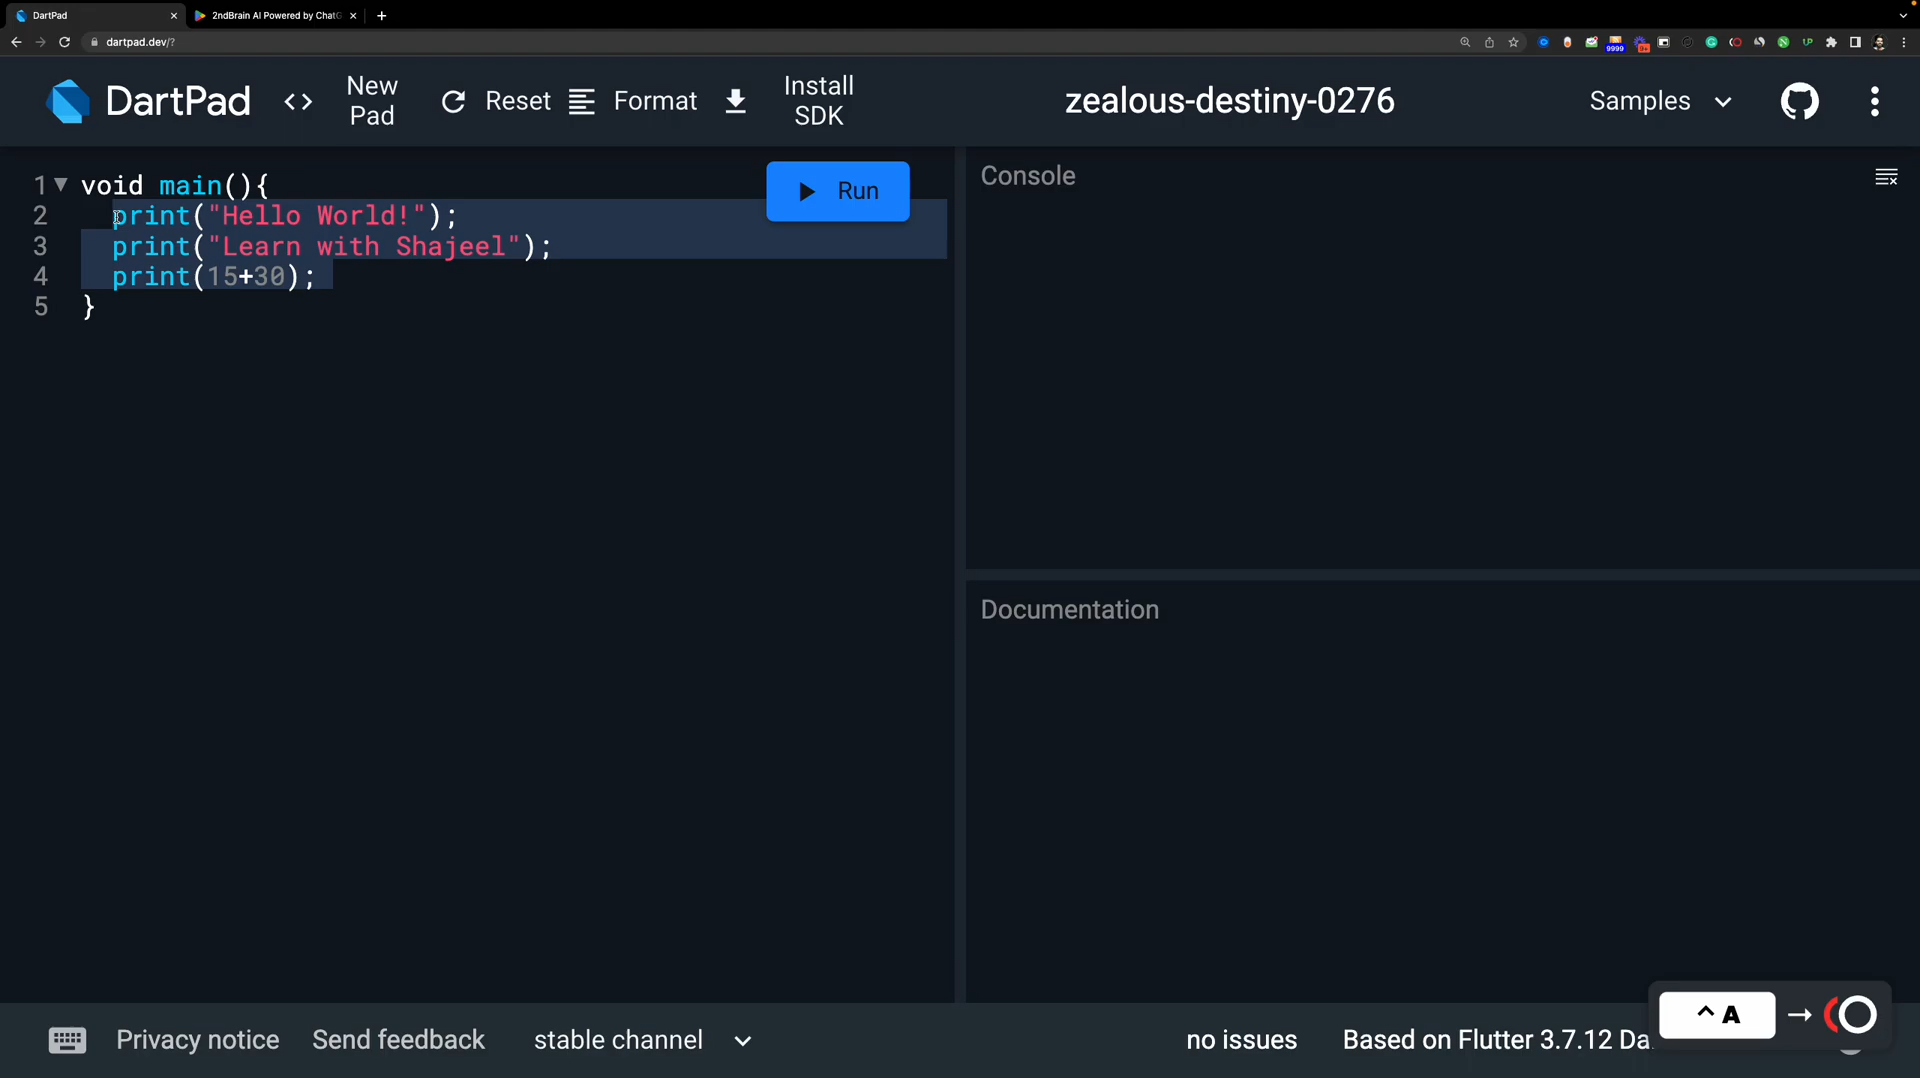 DartPad
2ndBrain AI Powered by ChatG
dartpad.dev/?
9999
9+
DartPad
<> New Pad
Reset
Format
Install SDK
zealous-destiny-0276
Samples
1 void main(){
2 print("Hello World!");
3 print("Learn with Shajeel");
4 print(15+30);
5 }
Run
Console
Documentation
^ A →
Privacy notice
Send feedback
stable channel
no issues
Based on Flutter 3.7.12 Da